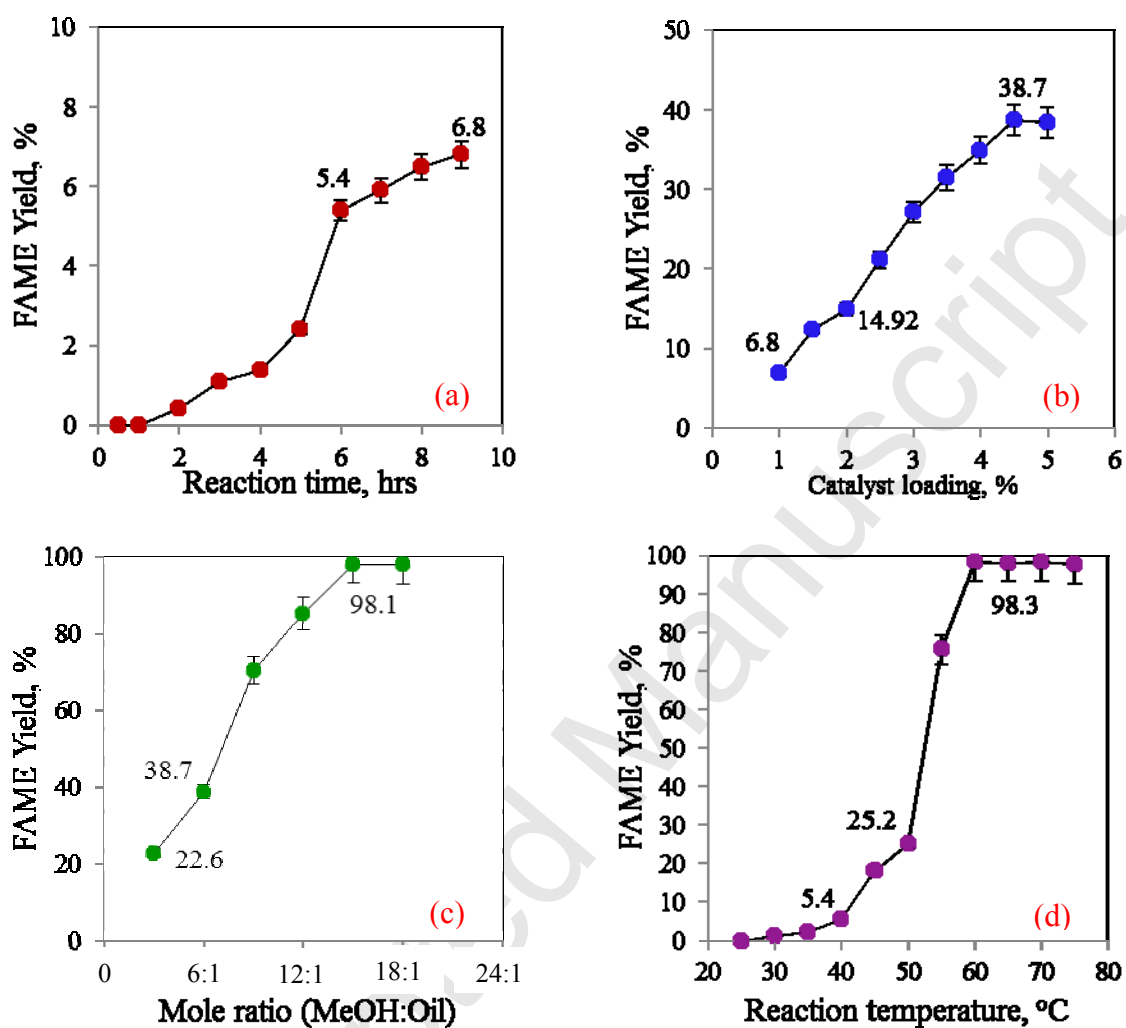 10
8
6
4
2
0
FAME Yield, %
5.4
6.8
(a)
0 2 4 6 8 10
Reaction time, hrs
50
40
30
20
10
0
FAME Yield, %
38.7
14.92
6.8
(b)
0 1 2 3 4 5 6
Catalyst loading, %
100
80
60
40
20
0
FAME Yield, %
98.1
38.7
22.6
(c)
0 6:1 12:1 18:1 24:1
Mole ratio (MeOH:Oil)
100
90
80
70
60
50
40
30
20
10
0
FAME Yield, %
98.3
25.2
5.4
(d)
20 30 40 50 60 70 80
Reaction temperature, ºC
Manuscript